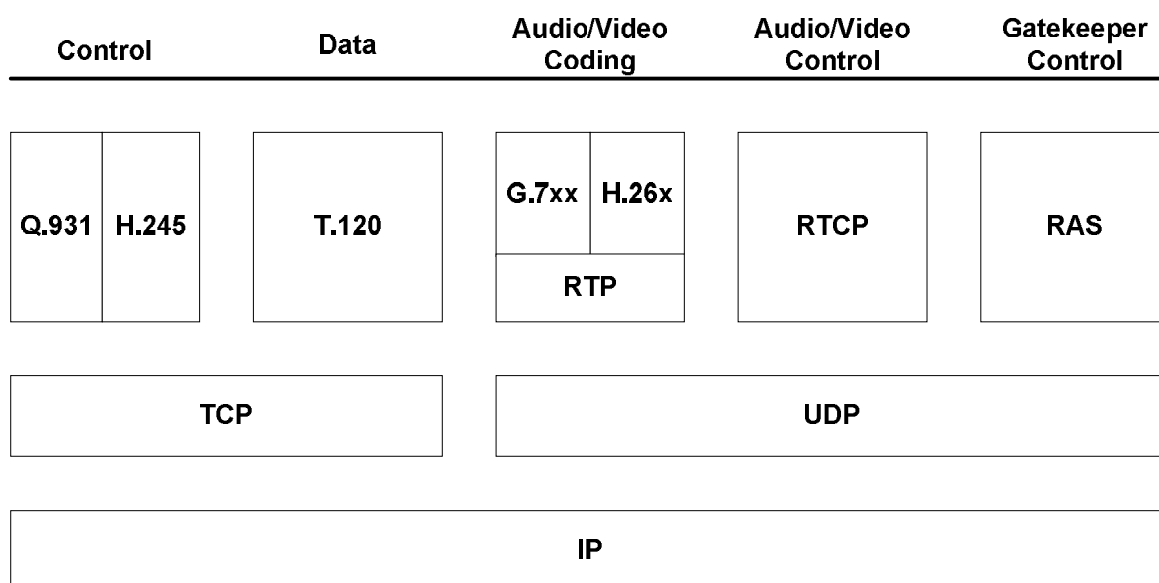 Control
Data
Audio/Video
Coding
Audio/Video
Control
Gatekeeper
Control
Q.931
H.245
T.120
G.7xx
H.26x
RTP
RTCP
RAS
TCP
UDP
IP